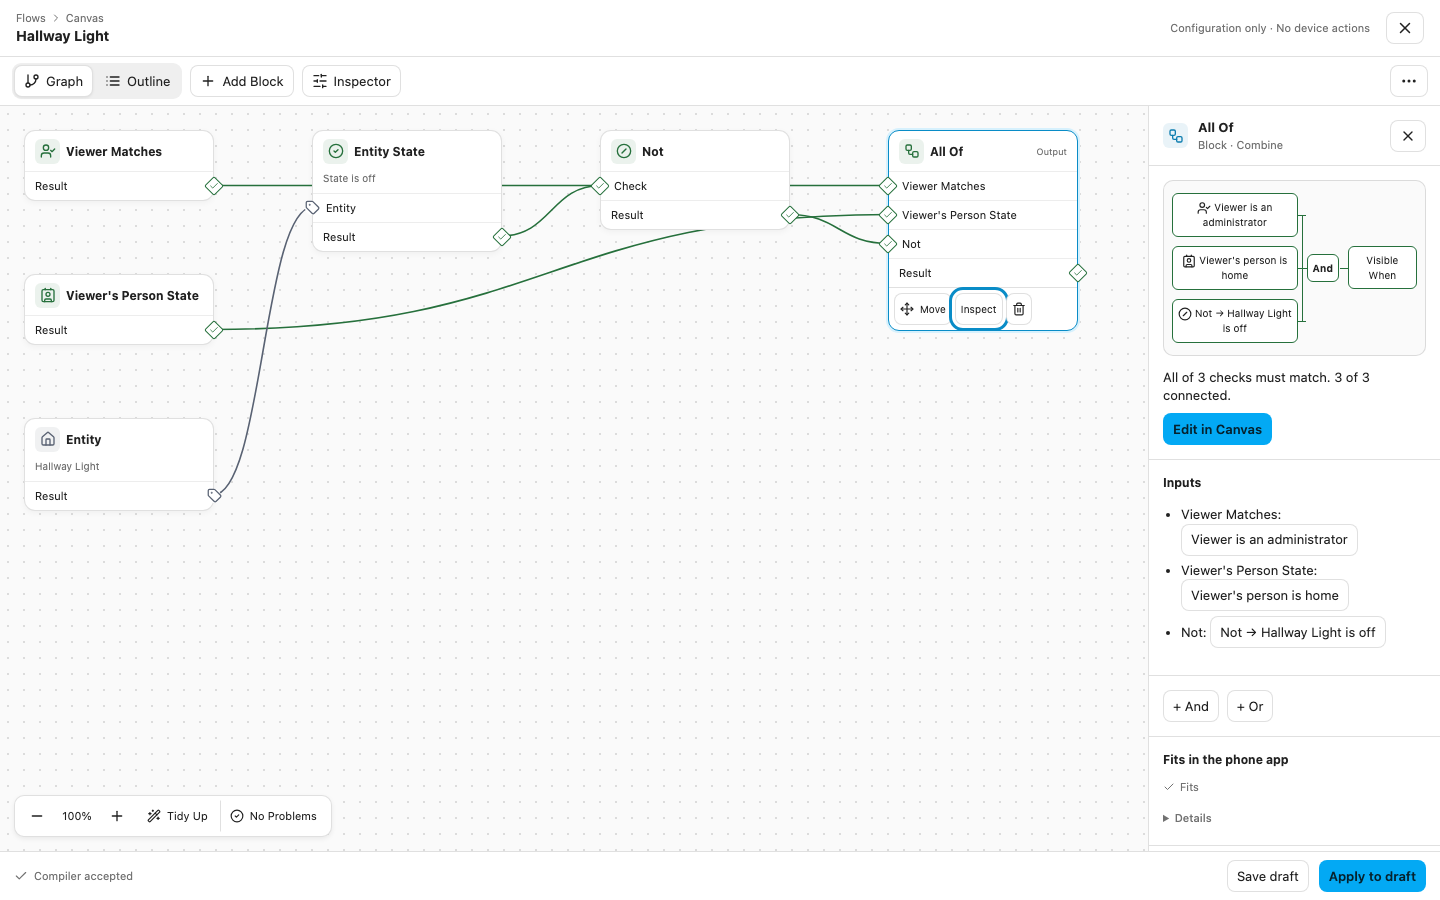 Flows > Canvas
Hallway Light
Configuration only · No device actions
Graph
Outline
Add Block
Inspector
Viewer Matches
Result
Viewer's Person State
Result
Entity
Hallway Light
Result
Entity State
State is off
Entity
Result
Not
Check
Result
All Of
Output
Viewer Matches
Viewer's Person State
Not
Result
Move
Inspect
All Of
Block · Combine
Viewer is an
administrator
Viewer's person is
home
Not → Hallway Light
is off
And
Visible
When
All of 3 checks must match. 3 of 3
connected.
Edit in Canvas
Inputs
• Viewer Matches:
Viewer is an administrator
• Viewer's Person State:
Viewer's person is home
• Not: Not → Hallway Light is off
+ And
+ Or
Fits in the phone app
Fits
Details
100%
Tidy Up
No Problems
Compiler accepted
Save draft
Apply to draft